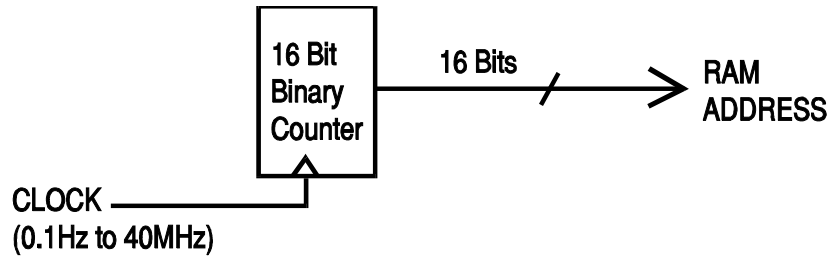 16 Bit
Binary
Counter
16 Bits
RAM
ADDRESS
CLOCK
(0.1Hz to 40MHz)